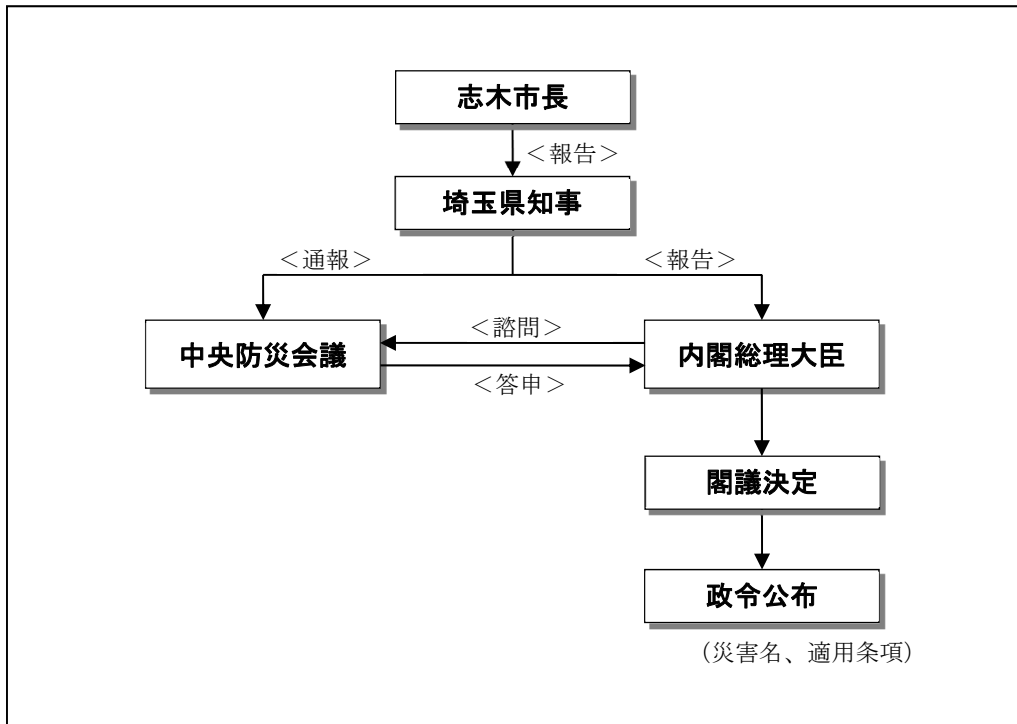 志木市長
＜報告＞
埼玉県知事
＜通報＞
＜報告＞
中央防災会議
＜諮問＞
内閣総理大臣
＜答申＞
閣議決定
政令公布
（災害名、適用条項）